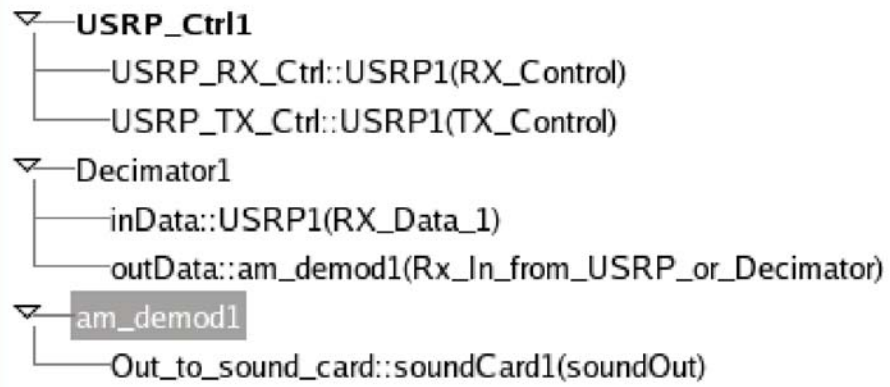 USRP_Ctrl1
USRP_RX_Ctrl::USRP1(RX_Control)
USRP_TX_Ctrl::USRP1(TX_Control)
Decimator1
inData::USRP1(RX_Data_1)
outData::am_demod1(Rx_In_from_USRP_or_Decimator)
am_demod1
Out_to_sound_card::soundCard1(soundOut)